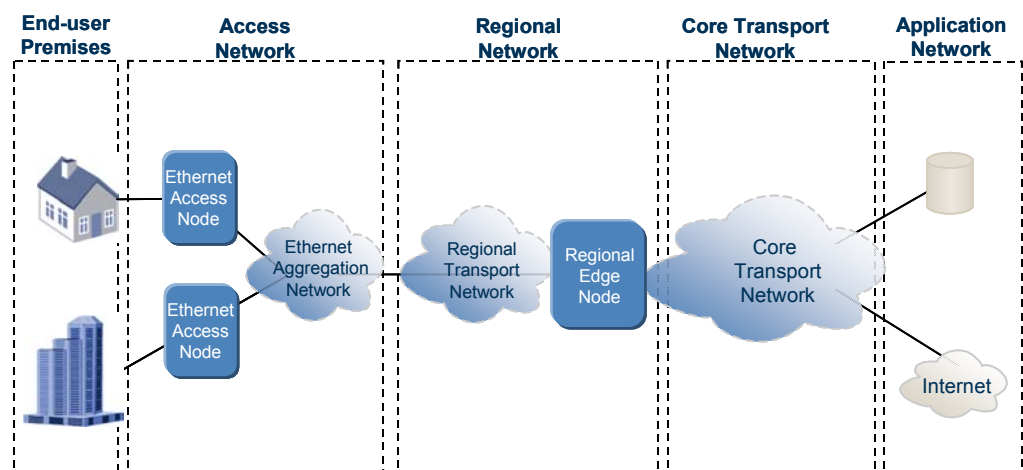 End-user
Premises
Access
Network
Regional
Network
Core Transport
Network
Application
Network
Ethernet
Access
Node
Ethernet
Aggregation
Network
Ethernet
Access
Node
Regional
Transport
Network
Regional
Edge
Node
Core
Transport
Network
Internet